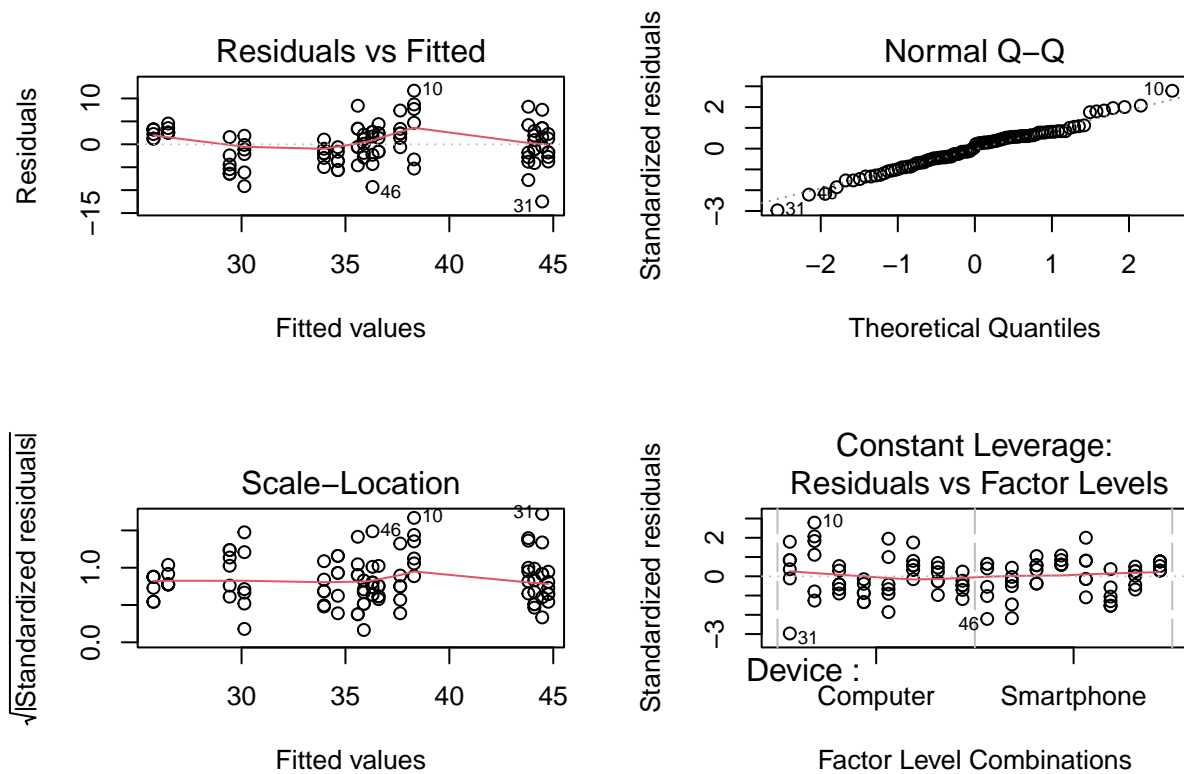 Residuals vs Fitted
Residuals
10
0
−15
10
46
31
30
35
40
45
Fitted values
Normal Q−Q
Standardized residuals
2
0
−3
10
31
−2
−1
0
1
2
Theoretical Quantiles
Scale−Location
√|Standardized residuals|
1.0
0.0
46
10
31
30
35
40
45
Fitted values
Constant Leverage:
Residuals vs Factor Levels
Standardized residuals
2
0
−3
10
31
46
Device :
Computer
Smartphone
Factor Level Combinations